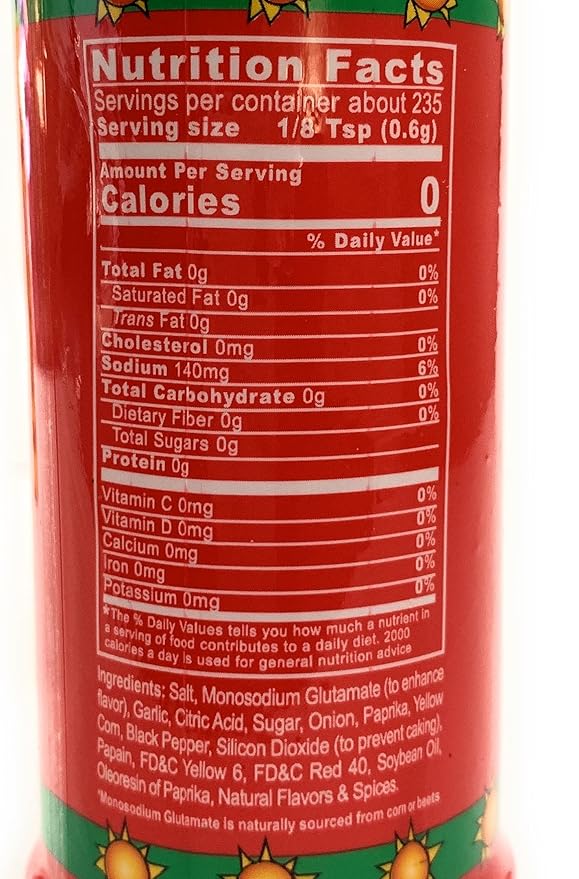 Nutrition Facts
Servings per container about 235
Serving size 1/8 Tsp (0.6g)
Amount Per Serving
Calories 0
% Daily Value*
Total Fat 0g 0%
Saturated Fat 0g 0%
Trans Fat 0g
Cholesterol 0mg 0%
Sodium 140mg 6%
Total Carbohydrate 0g 0%
Dietary Fiber 0g 0%
Total Sugars 0g
Protein 0g
Vitamin C 0mg 0%
Vitamin D 0mg 0%
Calcium 0mg 0%
Iron 0mg 0%
Potassium 0mg 0%
*The % Daily Values tells you how much a nutrient in
a serving of food contributes to a daily diet. 2000
calories a day is used for general nutrition advice
Ingredients: Salt, Monosodium Glutamate (to enhance
flavor), Garlic, Citric Acid, Sugar, Onion, Paprika, Yellow
Corn, Black Pepper, Silicon Dioxide (to prevent caking),
Papain, FD&C Yellow 6, FD&C Red 40, Soybean Oil,
Oleoresin of Paprika, Natural Flavors & Spices.
*Monosodium Glutamate is naturally sourced from corn or beets